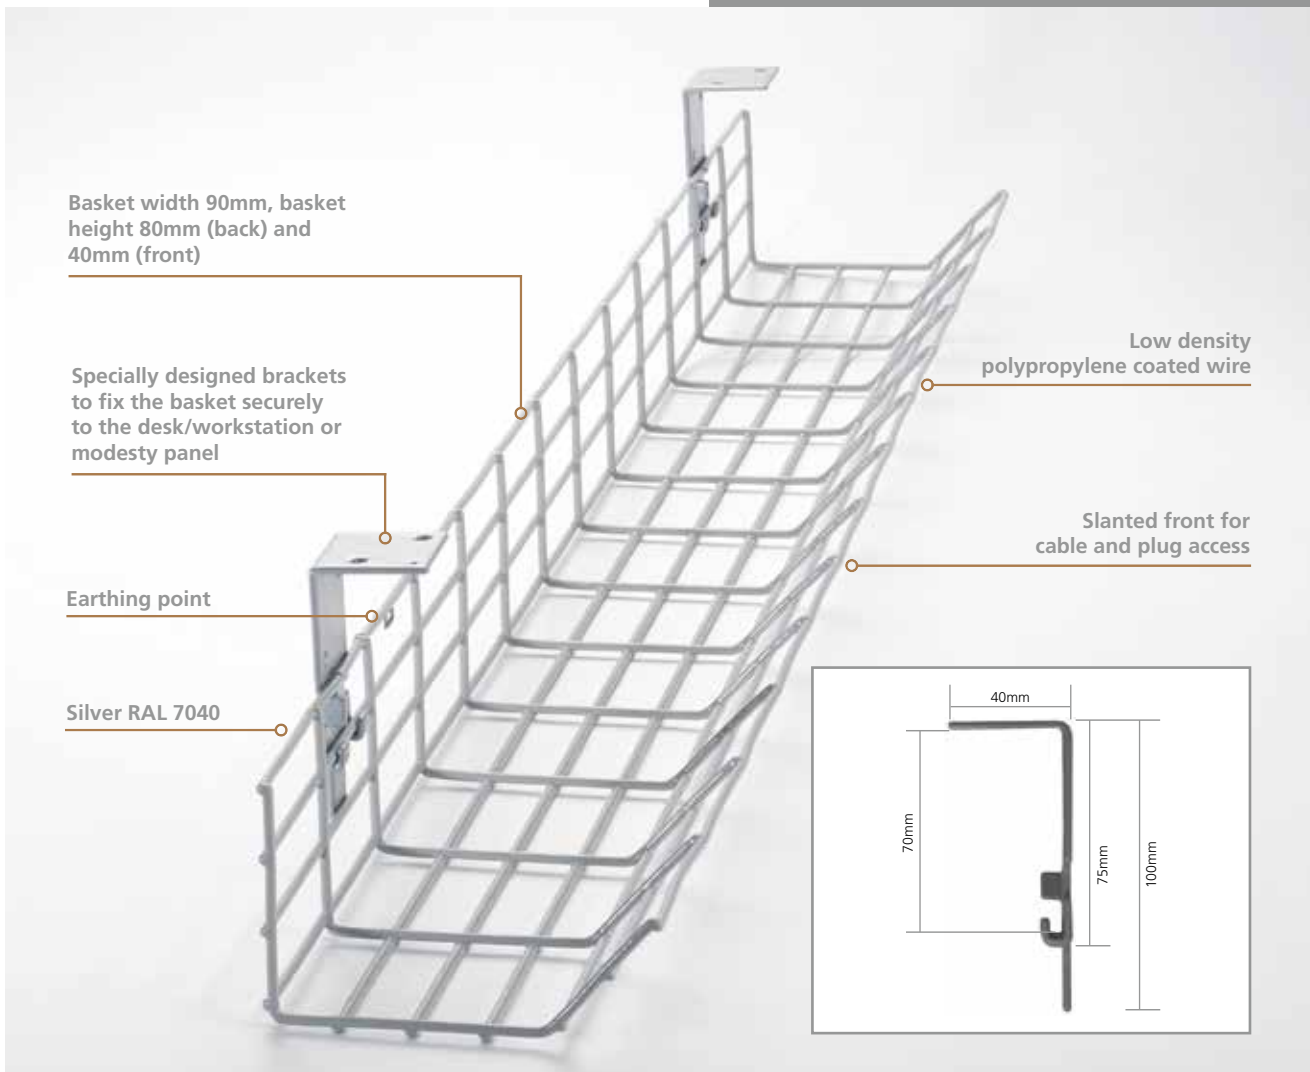 Basket width 90mm, basket
height 80mm (back) and
40mm (front)
Specially designed brackets
to fix the basket securely
to the desk/workstation or
modesty panel
Earthing point
Silver RAL 7040
Low density
polypropylene coated wire
Slanted front for
cable and plug access
40mm
70mm
75mm
100mm